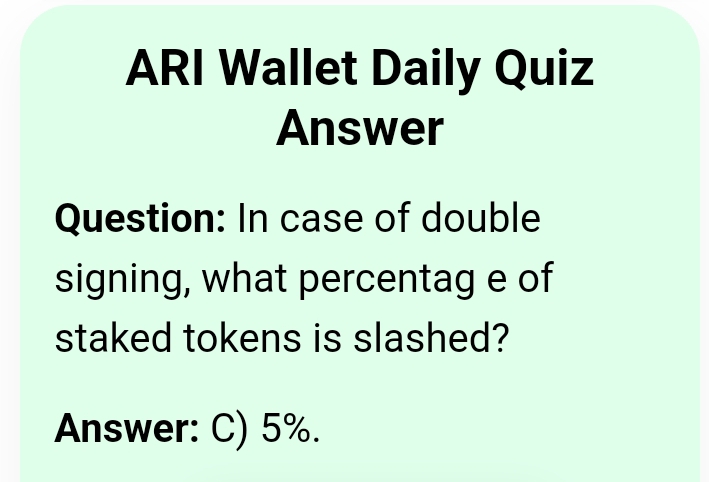 ARI Wallet Daily Quiz
Answer
Question: In case of double
signing, what percentag e of
staked tokens is slashed?
Answer: C) 5%.